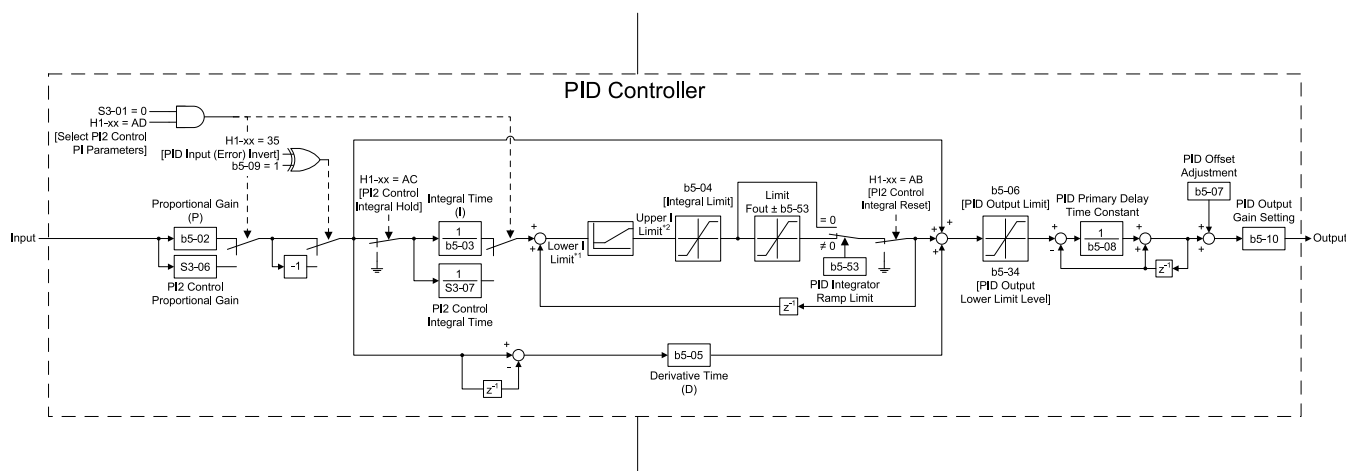 PID Controller
S3-01 = 0
H1-xx = AD
[Select PI2 Control
PI Parameters]
H1-xx = 35
[PID Input (Error) Invert]
b5-09 = 1
Proportional Gain
(P)
Input
b5-02
S3-06
PI2 Control
Proportional Gain
-1
H1-xx = AC
[PI2 Control
Integral Hold]
Integral Time
(I)
1
b5-03
1
S3-07
PI2 Control
Integral Time
+
+
Lower I
Limit*1
Upper I
Limit*2
b5-04
[Integral Limit]
Limit
Fout ± b5-53
= 0
≠ 0
b5-53
PID Integrator
Ramp Limit
H1-xx = AB
[PI2 Control
Integral Reset]
z-1
+
-
z-1
b5-05
Derivative Time
(D)
+
+
+
b5-06
[PID Output Limit]
b5-34
[PID Output
Lower Limit Level]
+
-
PID Primary Delay
Time Constant
1
b5-08
+
+
z-1
PID Offset
Adjustment
b5-07
+
+
PID Output
Gain Setting
b5-10
Output